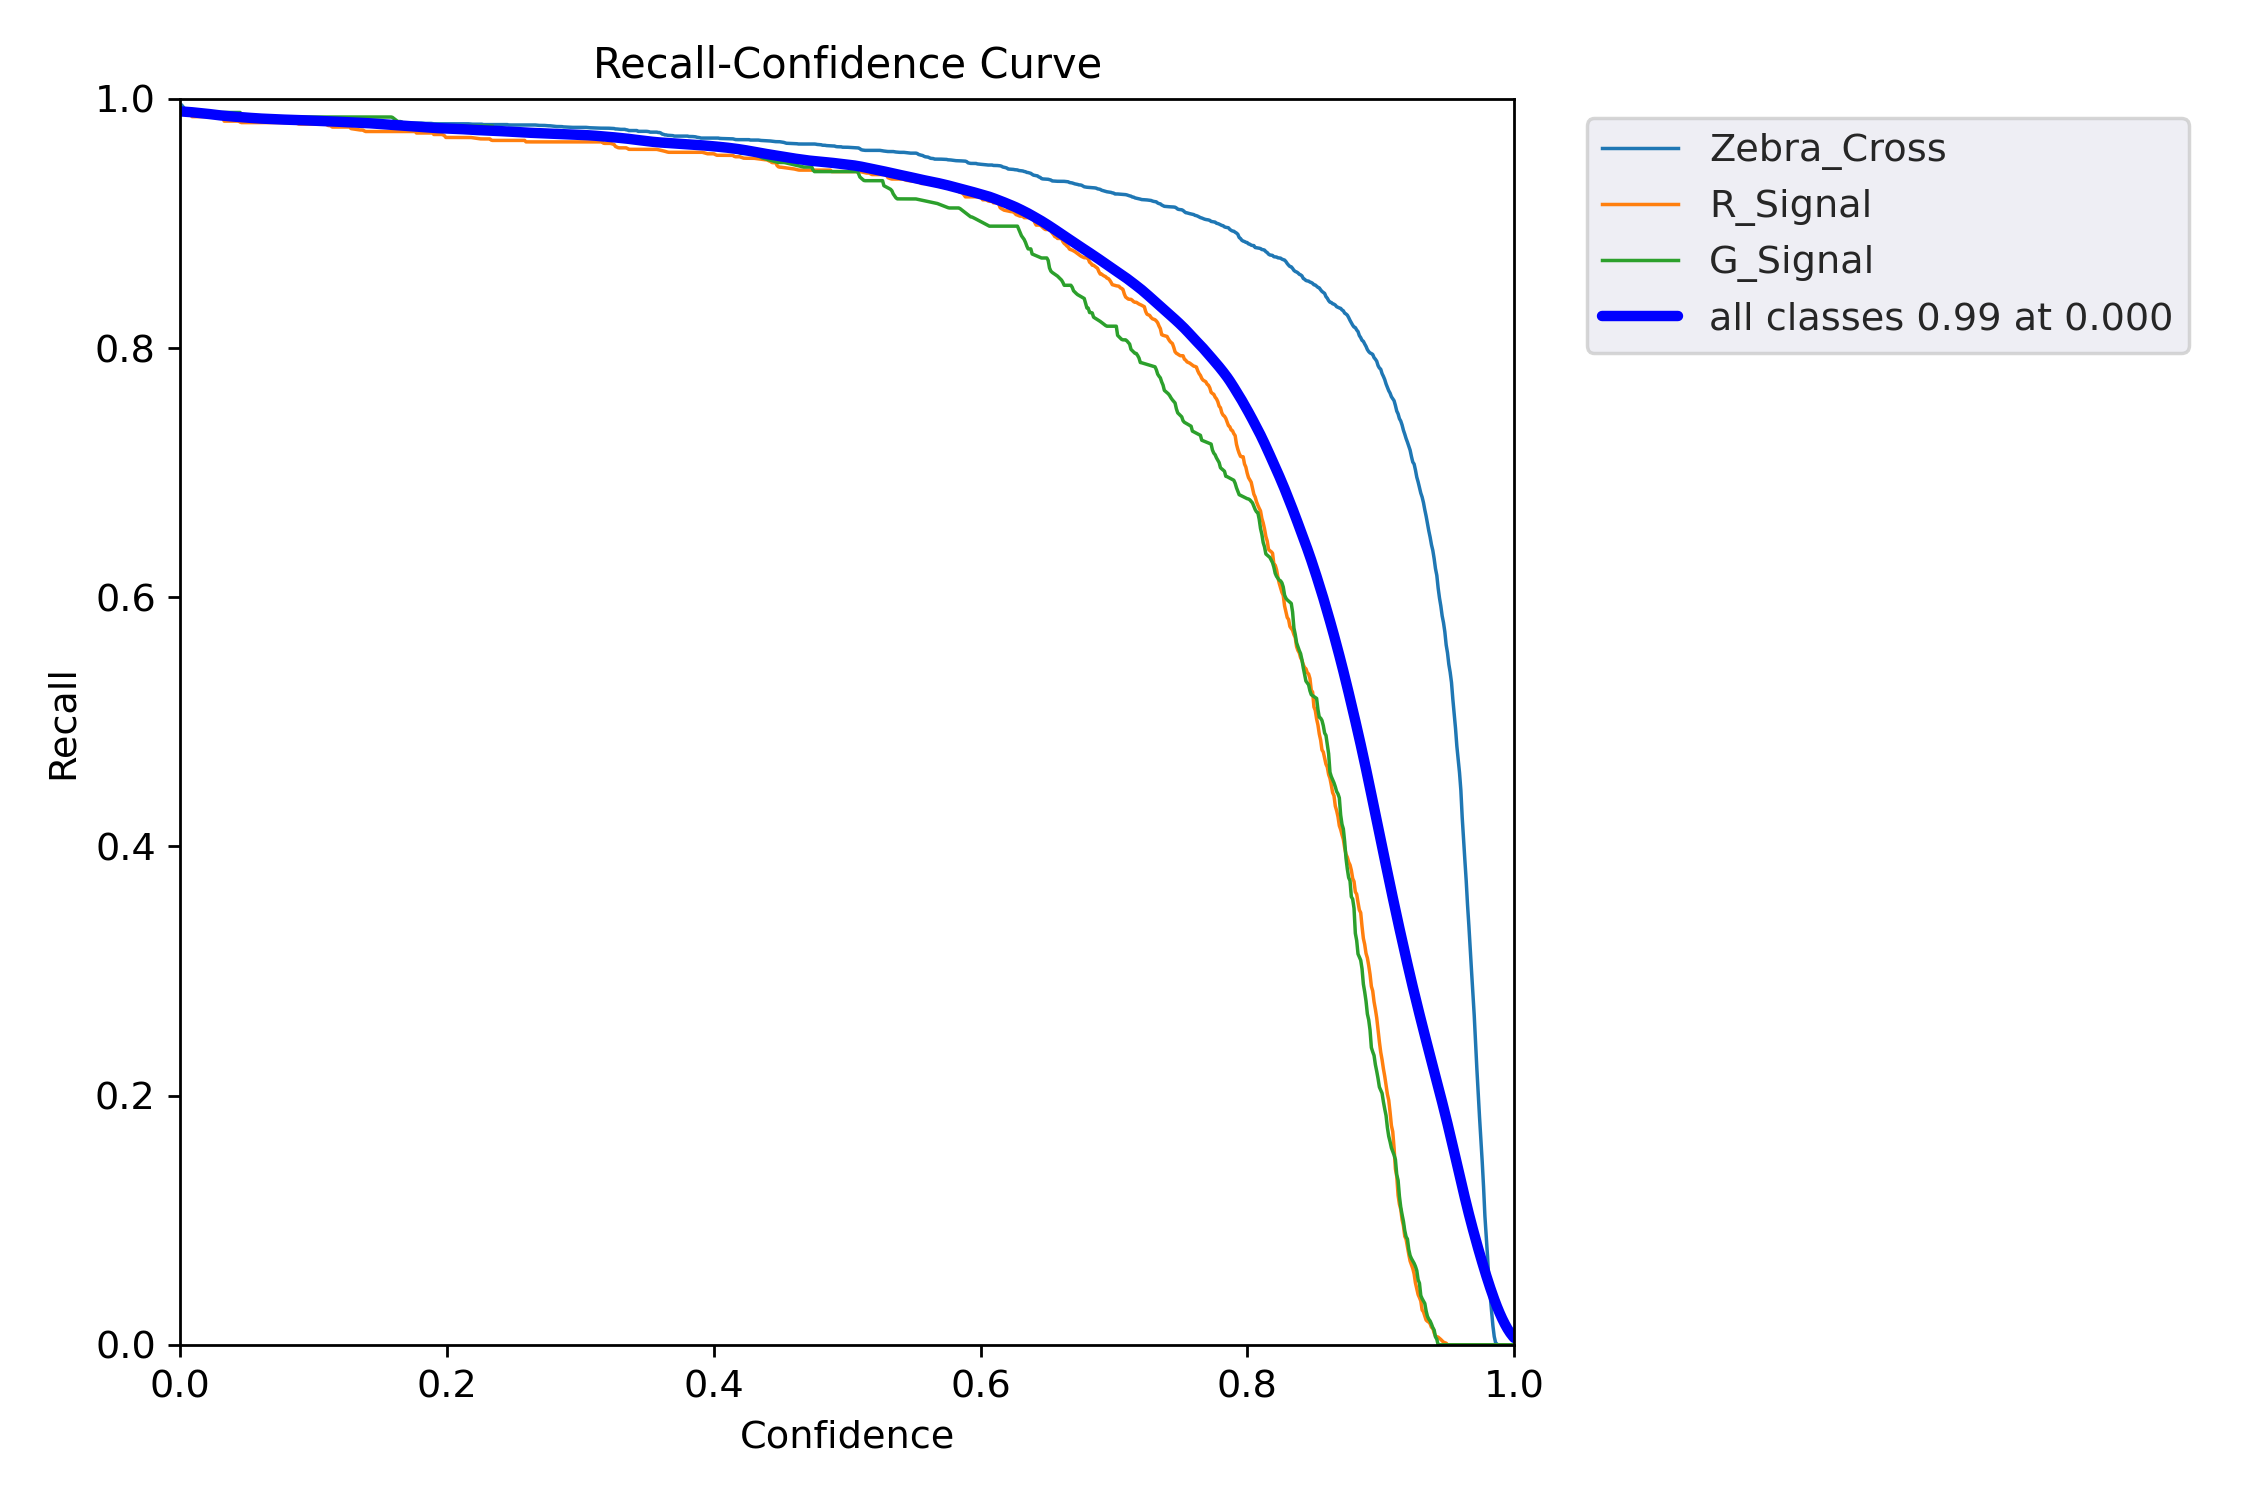 Recall-Confidence Curve
1.0
0.8
0.6
0.4
0.2
0.0
Recall
0.0 0.2 0.4 0.6 0.8 1.0
Confidence
Zebra_Cross
R_Signal
G_Signal
all classes 0.99 at 0.000